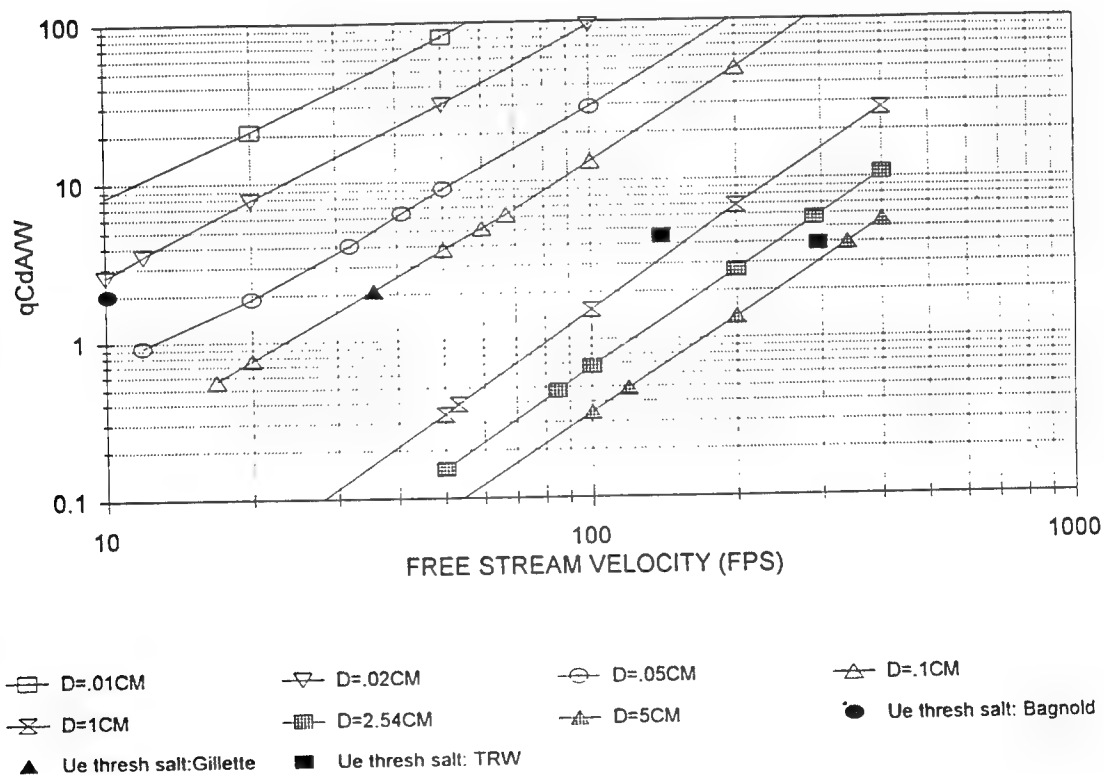 100
10
1
0.1
qCdA/W
10
100
1000
FREE STREAM VELOCITY (FPS)
D=.01CM
D=.02CM
D=.05CM
D=.1CM
D=1CM
D=2.54CM
D=5CM
Ue thresh salt: Bagnold
Ue thresh salt:Gillette
Ue thresh salt: TRW